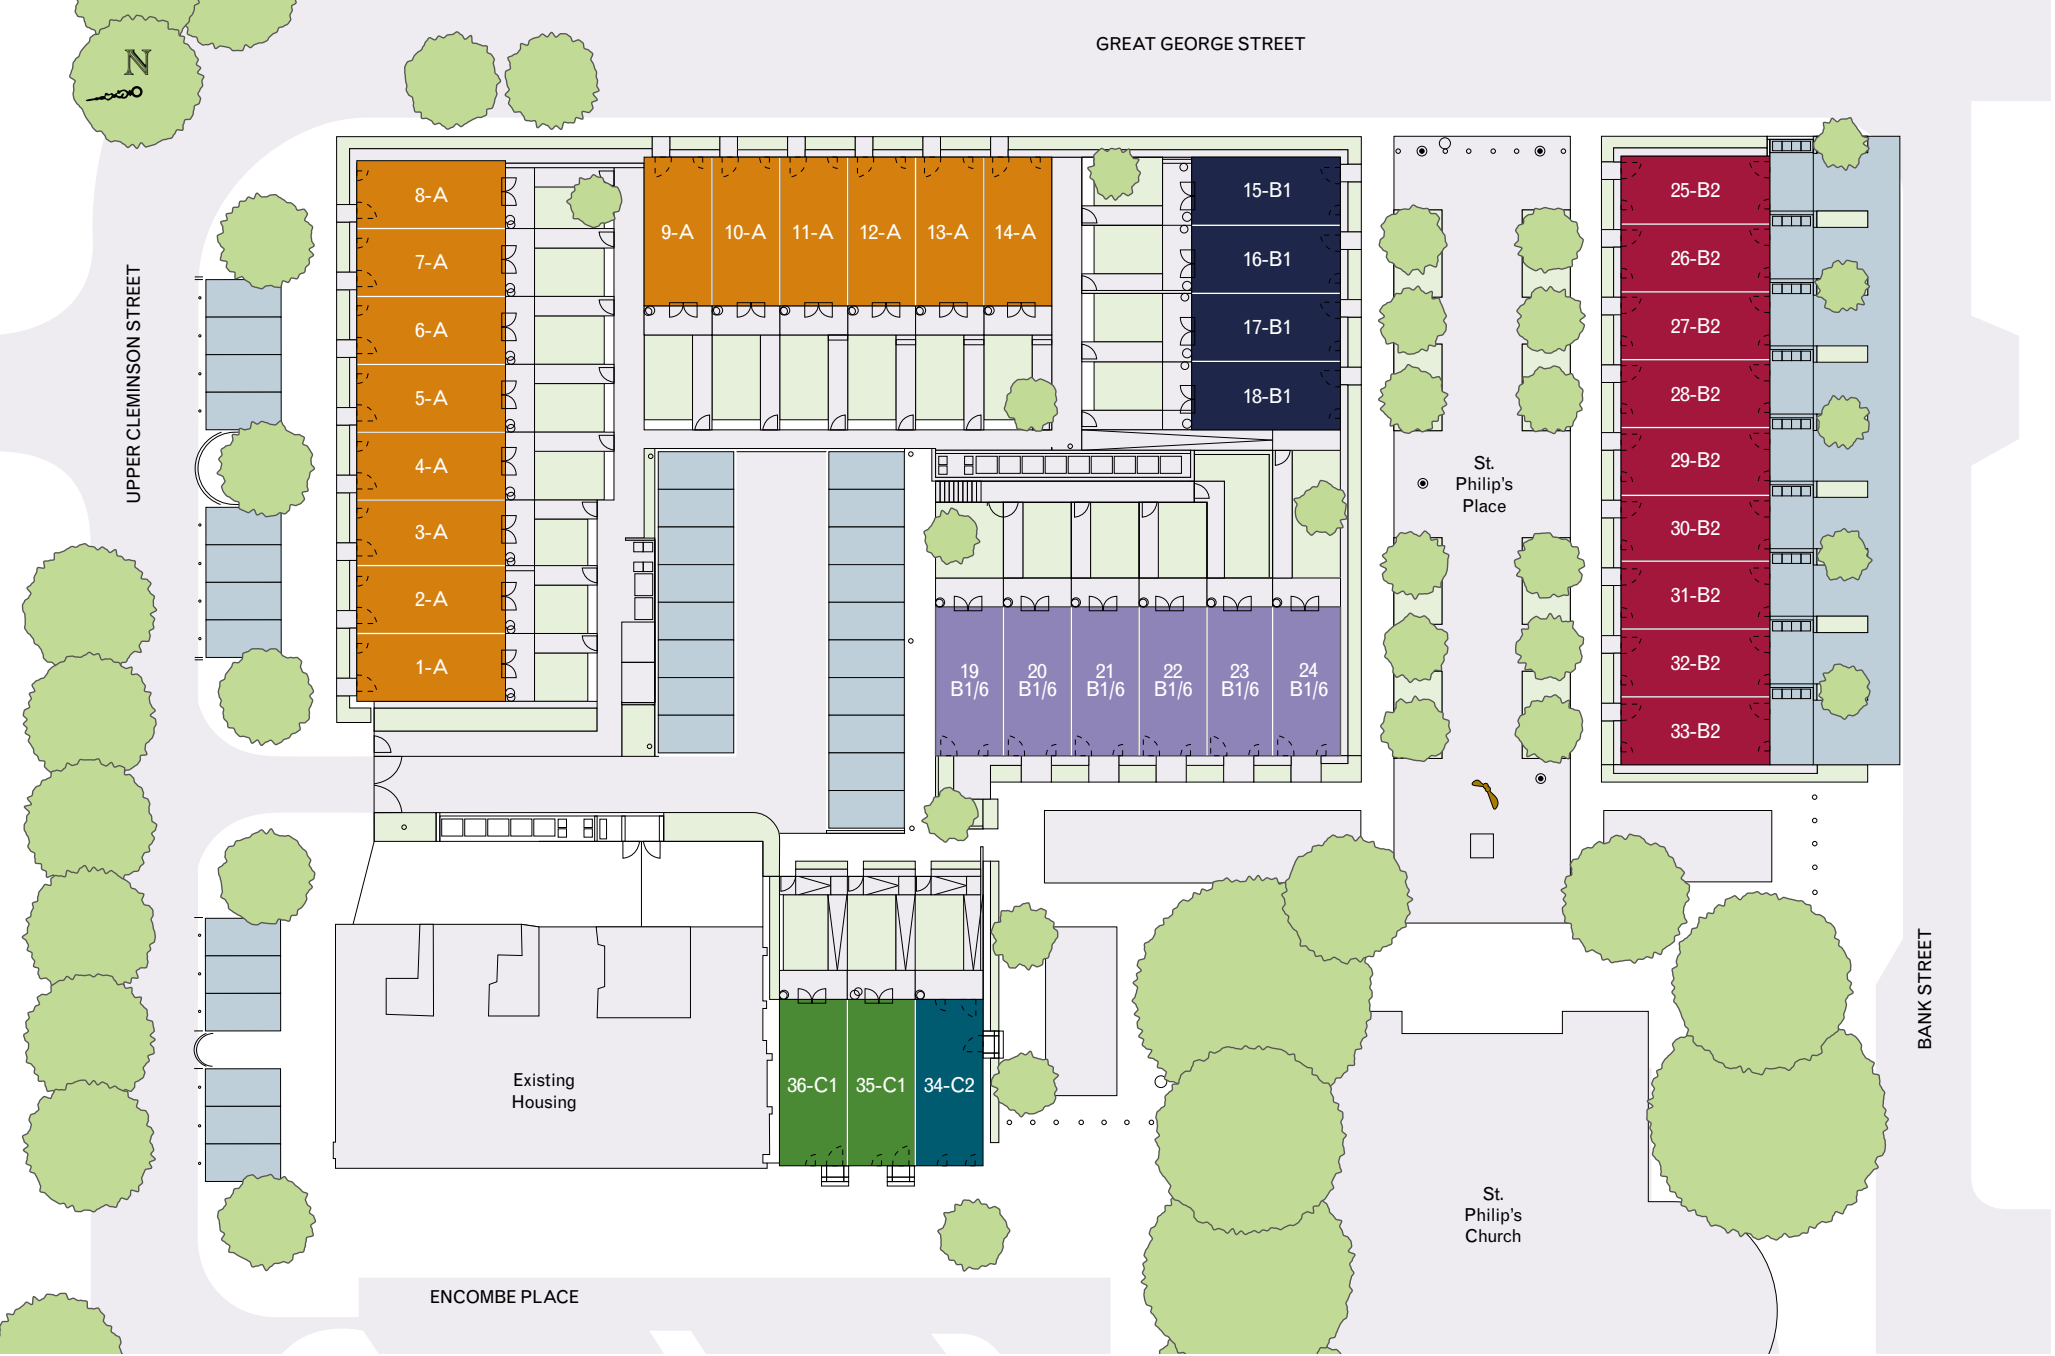 GREAT GEORGE STREET
N
UPPER CLEMINSON STREET
8-A
7-A
6-A
5-A
4-A
3-A
2-A
1-A
9-A
10-A
11-A
12-A
13-A
14-A
15-B1
16-B1
17-B1
18-B1
19
B1/6
20
B1/6
21
B1/6
22
B1/6
23
B1/6
24
B1/6
St.
Philip's
Place
25-B2
26-B2
27-B2
28-B2
29-B2
30-B2
31-B2
32-B2
33-B2
36-C1
35-C1
34-C2
Existing
Housing
St.
Philip's
Church
BANK STREET
ENCOMBE PLACE